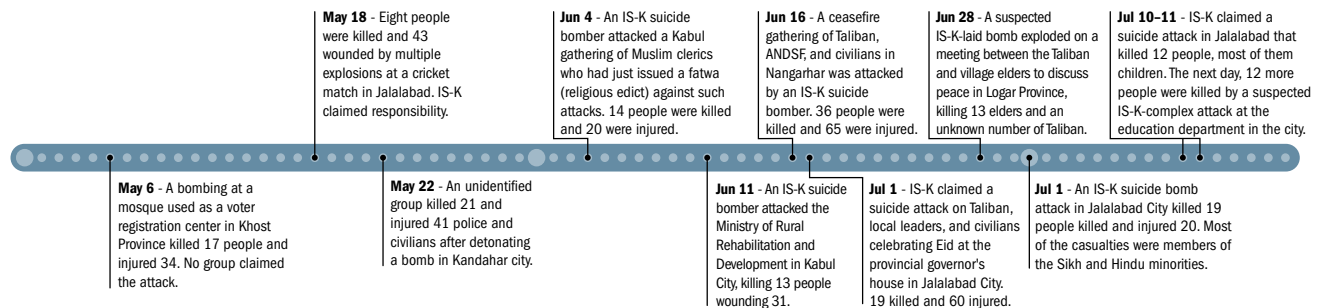 May 18 - Eight people
were killed and 43
wounded by multiple
explosions at a cricket
match in Jalalabad. IS-K
claimed responsibility.
Jun 4 - An IS-K suicide
bomber attacked a Kabul
gathering of Muslim clerics
who had just issued a fatwa
(religious edict) against such
attacks. 14 people were killed
and 20 were injured.
Jun 16 - A ceasefire
gathering of Taliban,
ANDSF, and civilians in
Nangarhar was attacked
by an IS-K suicide
bomber. 36 people were
killed and 65 were injured.
Jun 28 - A suspected
IS-K-laid bomb exploded on a
meeting between the Taliban
and village elders to discuss
peace in Logar Province,
killing 13 elders and an
unknown number of Taliban.
Jul 10–11 - IS-K claimed a
suicide attack in Jalalabad that
killed 12 people, most of them
children. The next day, 12 more
people were killed by a suspected
IS-K-complex attack at the
education department in the city.
May 6 - A bombing at a
mosque used as a voter
registration center in Khost
Province killed 17 people and
injured 34. No group claimed
the attack.
May 22 - An unidentified
group killed 21 and
injured 41 police and
civilians after detonating
a bomb in Kandahar city.
Jun 11 - An IS-K suicide
bomber attacked the
Ministry of Rural
Rehabilitation and
Development in Kabul
City, killing 13 people
wounding 31.
Jul 1 - IS-K claimed a
suicide attack on Taliban,
local leaders, and civilians
celebrating Eid at the
provincial governor's
house in Jalalabad City.
19 killed and 60 injured.
Jul 1 - An IS-K suicide bomb
attack in Jalalabad City killed 19
people killed and injured 20. Most
of the casualties were members of
the Sikh and Hindu minorities.